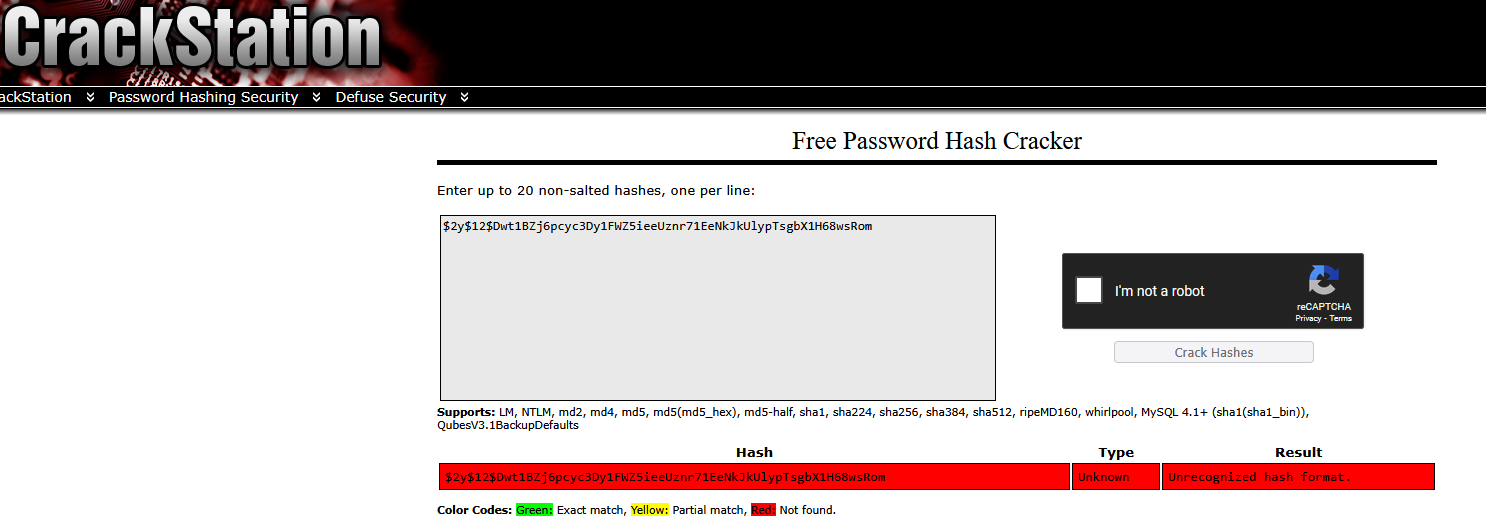 CrackStation
ackStation Password Hashing Security Defuse Security
Free Password Hash Cracker
Enter up to 20 non-salted hashes, one per line:
$2y$12$Dwt1BZj6pcyc3Dy1FWZ5ieeUznr71EeNkJkUlypTsgbX1H68wsRom
I'm not a robot
reCAPTCHA
Privacy - Terms
Crack Hashes
Supports: LM, NTLM, md2, md4, md5, md5(md5_hex), md5-half, sha1, sha224, sha256, sha384, sha512, ripeMD160, whirlpool, MySQL 4.1+ (sha1(sha1_bin)),
QubesV3.1BackupDefaults
Hash Type Result
$2y$12$Dwt1BZj6pcyc3Dy1FWZ5ieeUznr71EeNkJkUlypTsgbX1H68wsRom Unknown Unrecognized hash format.
Color Codes: Green: Exact match, Yellow: Partial match, Red: Not found.